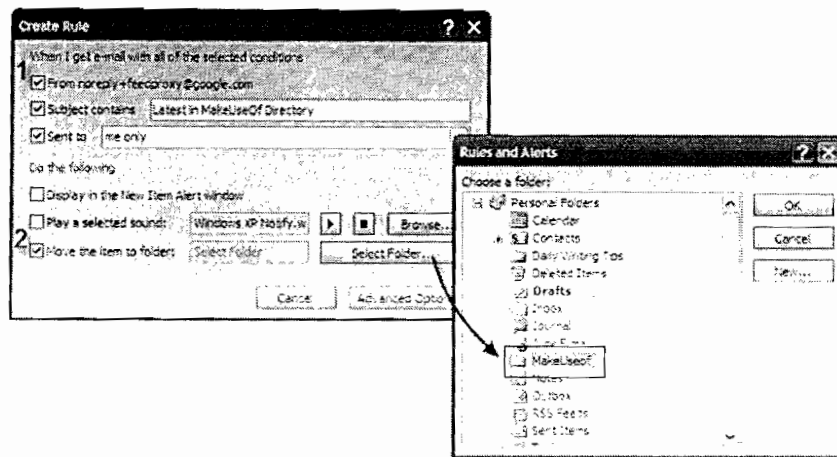 Create Rule
When I get e-mail with all of the selected conditions
1
From noreply+feedproxy@google.com
Subject contains Latest in MakeUseOf Directory
Sent to me only
Do the following
Display in the New Item Alert window
Play a selected sound: Windows XP Notify.w Browse...
2
Move the item to folder: Select Folder Select Folder...
Cancel Advanced Option
Rules and Alerts
Choose a folder:
Personal Folders
Calendar
Contacts
Daily Writing Tips
Deleted Items
Drafts
Inbox
Journal
MakeUseOf
Notes
Outbox
RSS Feeds
Sent Items
OK
Cancel
New...